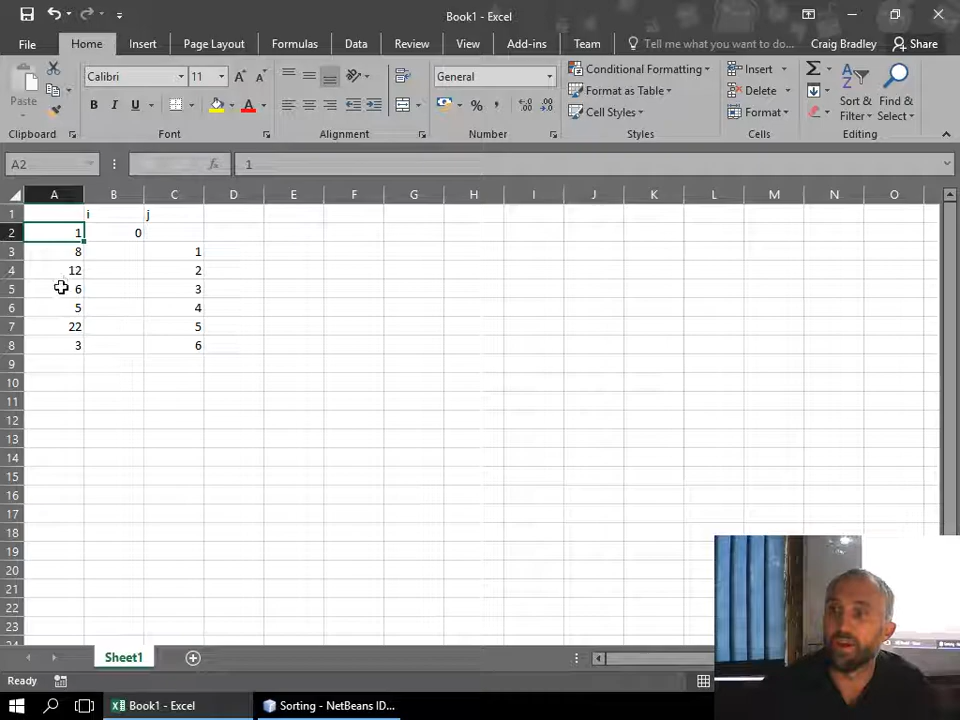 Book1 - Excel
File Home Insert Page Layout Formulas Data Review View Add-ins Team Tell me what you want to do... Craig Bradley Share
Paste
Calibri 11 A A
B I U A
General
% , .0 .00 .00 .0
Conditional Formatting
Format as Table
Cell Styles
Insert
Delete
Format
Sort & Filter
Find & Select
Clipboard Font Alignment Number Styles Cells Editing
A2 fx 1
A B C D E F G H I J K L M N O
1 i j
2 1 0
3 8 1
4 12 2
5 6 3
6 5 4
7 22 5
8 3 6
9
10
11
12
13
14
15
16
17
18
19
20
21
22
23
Sheet1
Ready
Book1 - Excel Sorting - NetBeans ID...